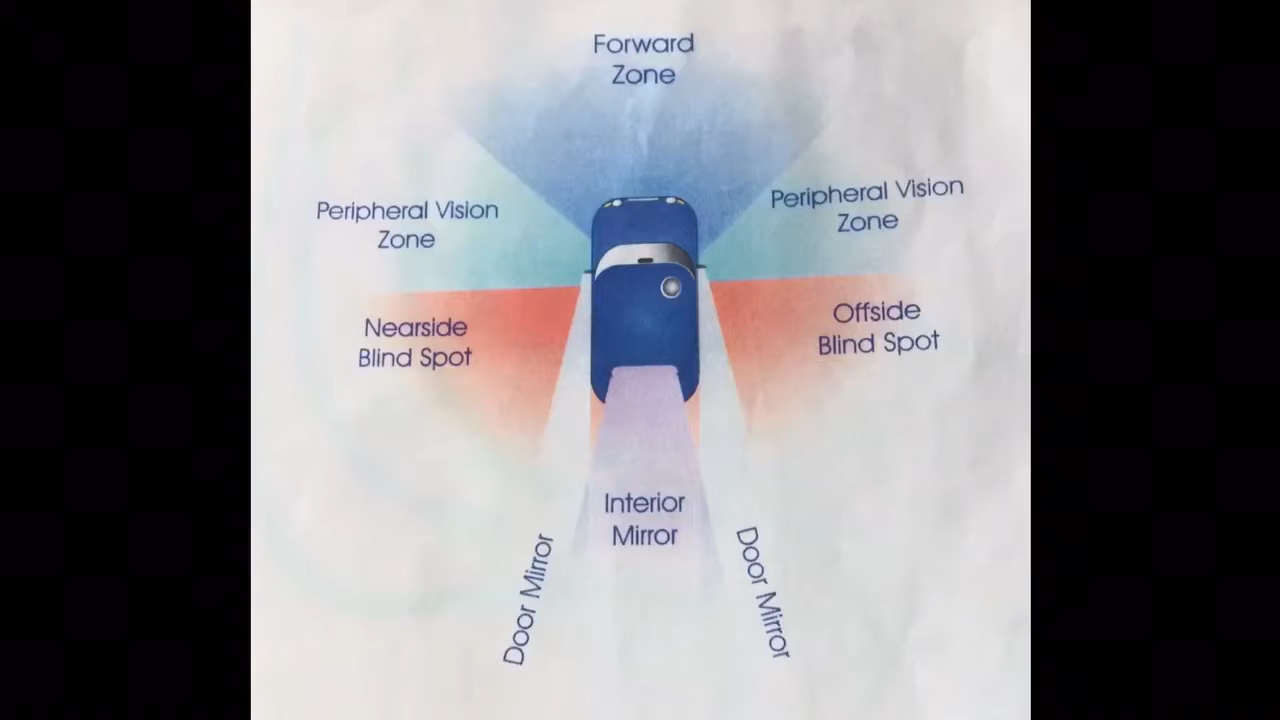 Forward
Zone
Peripheral Vision
Zone
Peripheral Vision
Zone
Nearside
Blind Spot
Offside
Blind Spot
Interior
Mirror
Door Mirror
Door Mirror